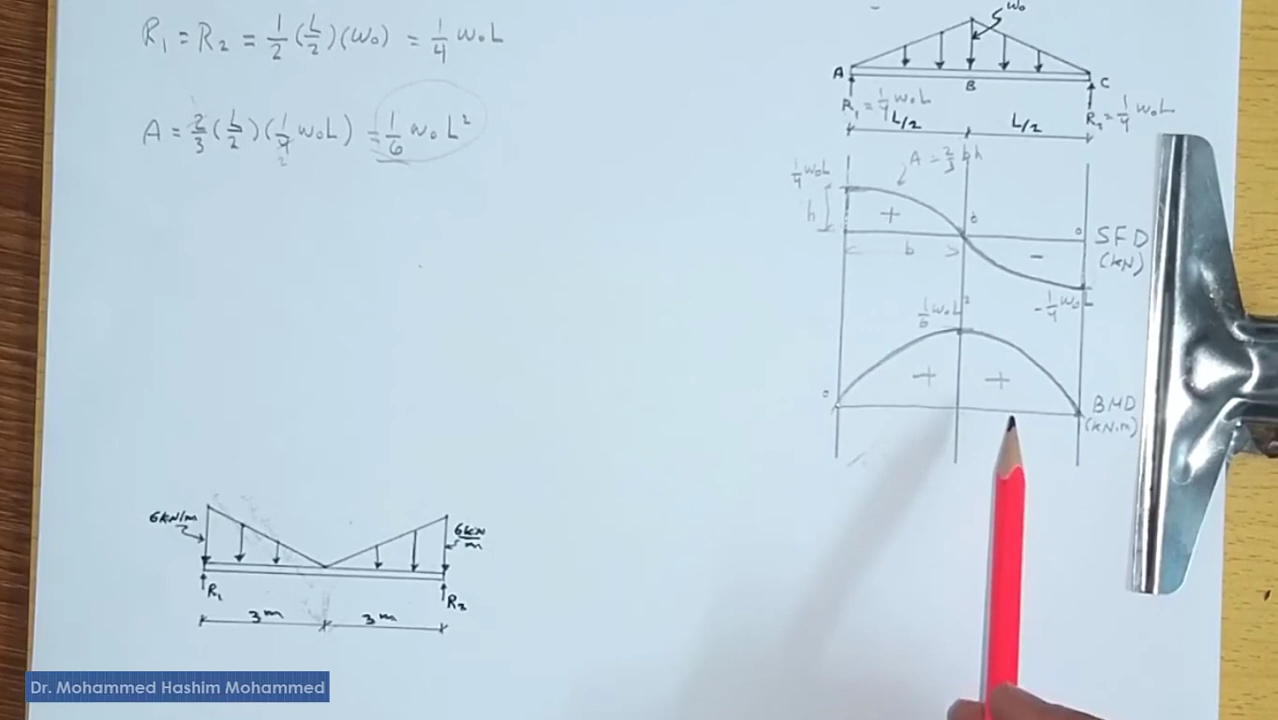 R₁ = R₂ = 1/2 (L/2)(w₀) = 1/4 w₀L
A = 2/3 (L/2)(1/4 w₀L) = 1/6 w₀L²
2
w₀
A
B
C
R₁ = 1/4 w₀L
R₂ = 1/4 w₀L
L/2
L/2
1/4 w₀L
A = 2/3 bh
h
+
b
-
SFD
(kN)
-1/4 w₀L
1/6 w₀L²
0
+
+
BMD
(kN.m)
6kN/m
6kN/m
R₁
R₂
3m
3m
Dr. Mohammed Hashim Mohammed